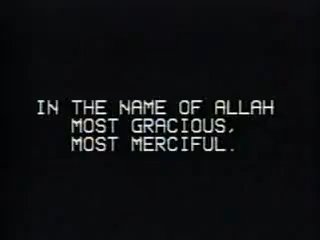 IN THE NAME OF ALLAH
MOST GRACIOUS,
MOST MERCIFUL.